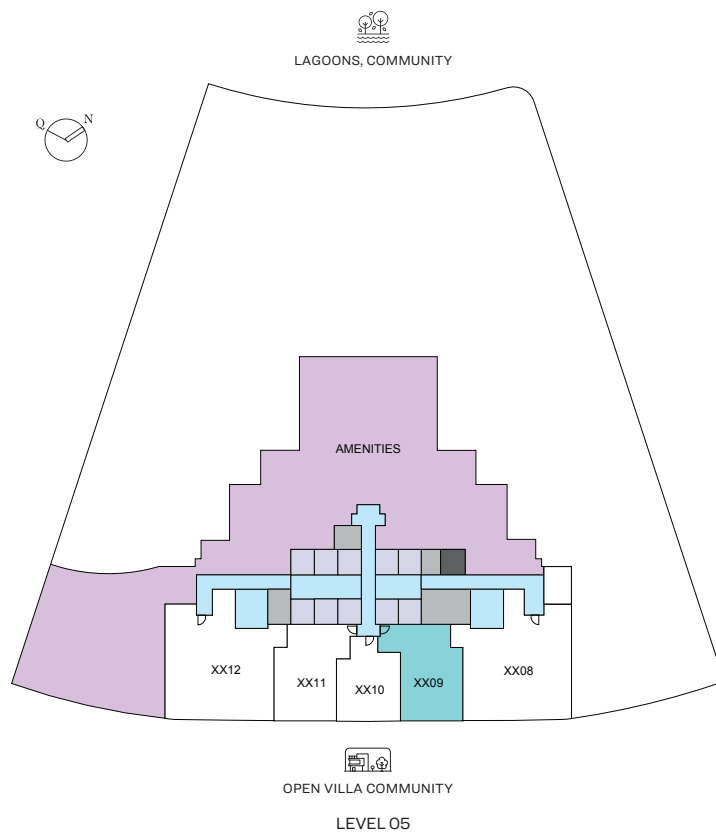 LAGOONS, COMMUNITY
Q N
AMENITIES
XX12 XX11 XX10 XX09 XX08
OPEN VILLA COMMUNITY
LEVEL 05